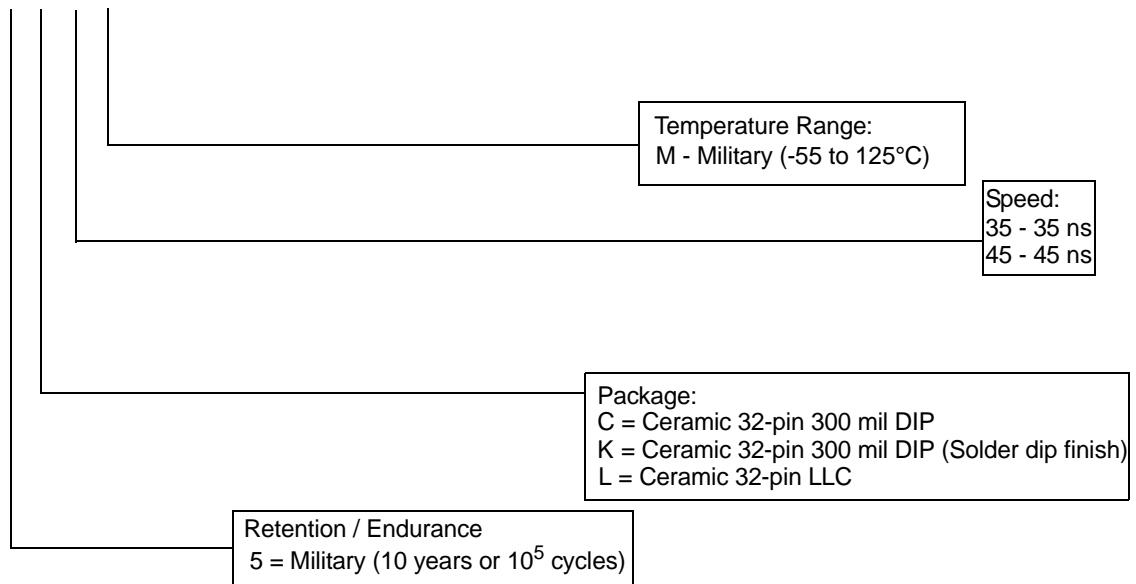 Temperature Range:
M - Military (-55 to 125°C)
Speed:
35 - 35 ns
45 - 45 ns
Package:
C = Ceramic 32-pin 300 mil DIP
K = Ceramic 32-pin 300 mil DIP (Solder dip finish)
L = Ceramic 32-pin LLC
Retention / Endurance
5 = Military (10 years or 10⁵ cycles)